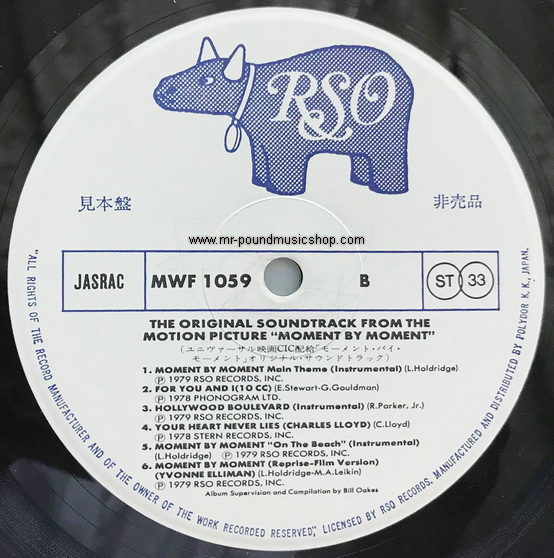 RSO
見本盤
非売品
www.mr-poundmusicshop.com
JASRAC
MWF 1059
B
ST 33
THE ORIGINAL SOUNDTRACK FROM THE
MOTION PICTURE "MOMENT BY MOMENT"
(ユニヴァーサル映画CIC配給「モーメント・バイ・
モーメント」オリジナル・サウンドトラック)
1. MOMENT BY MOMENT Main Theme (Instrumental) (L.Holdridge)
Ⓟ 1979 RSO RECORDS, INC.
2. FOR YOU AND I(10 CC) (E.Stewart-G.Gouldman)
Ⓟ 1978 PHONOGRAM LTD.
3. HOLLYWOOD BOULEVARD (Instrumental) (R.Parker, Jr.)
Ⓟ 1979 RSO RECORDS, INC.
4. YOUR HEART NEVER LIES (CHARLES LLOYD) (C.Lloyd)
Ⓟ 1978 STERN RECORDS, INC.
5. MOMENT BY MOMENT "On The Beach" (Instrumental)
(L.Holdridge) Ⓟ 1979 RSO RECORDS, INC.
6. MOMENT BY MOMENT (Reprise-Film Version)
(YVONNE ELLIMAN) (L.Holdridge-M.A.Leikin)
Ⓟ 1979 RSO RECORDS, INC.
Album Supervision and Compilation by Bill Oakes
"ALL RIGHTS OF THE RECORD MANUFACTURER AND OF THE OWNER OF THE WORK RECORDED RESERVED", LICENSED BY RSO RECORDS, MANUFACTURED AND DISTRIBUTED BY POLYDOR K. K., JAPAN.